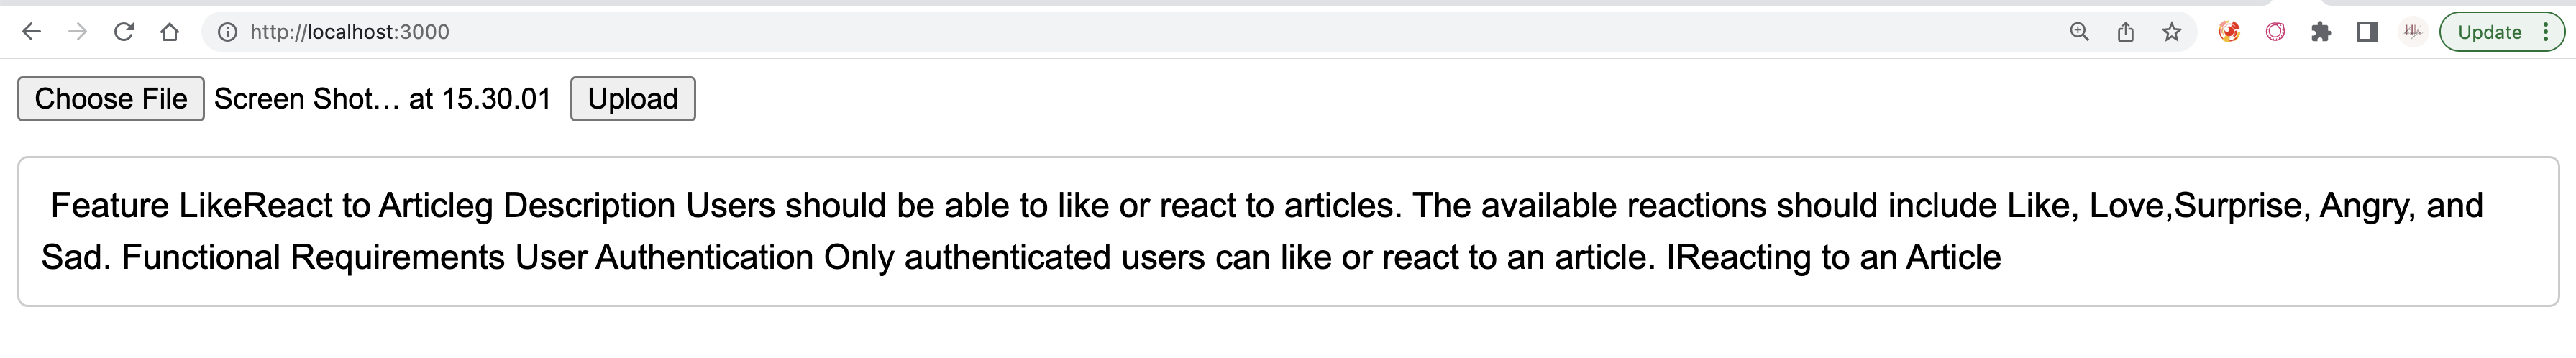 http://localhost:3000
Update
Choose File Screen Shot... at 15.30.01 Upload
Feature LikeReact to Articleg Description Users should be able to like or react to articles. The available reactions should include Like, Love,Surprise, Angry, and
Sad. Functional Requirements User Authentication Only authenticated users can like or react to an article. IReacting to an Article